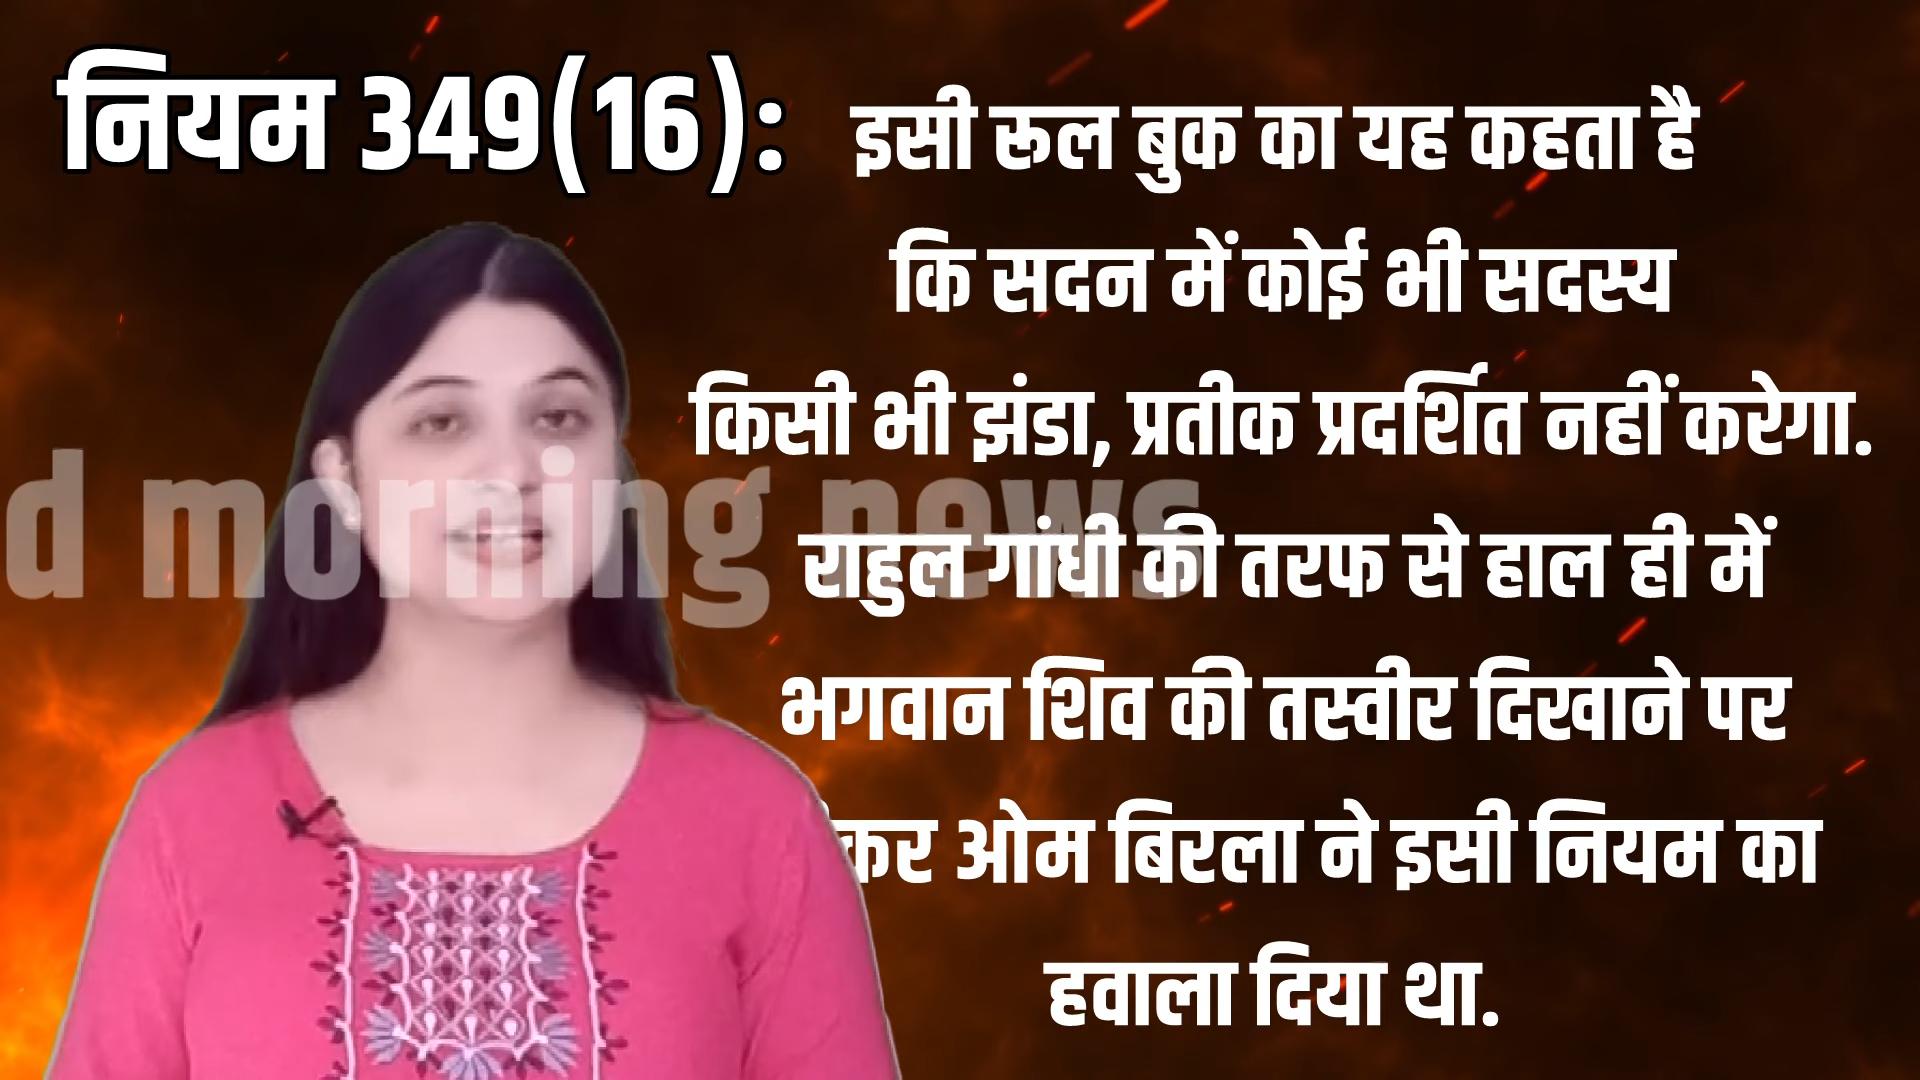 नियम 349(16): इसी रूल बुक का यह कहता है
कि सदन में कोई भी सदस्य
किसी भी झंडा, प्रतीक प्रदर्शित नहीं करेगा.
d morning news
राहुल गांधी की तरफ से हाल ही में
भगवान शिव की तस्वीर दिखाने पर
ओम बिरला ने इसी नियम का
हवाला दिया था.